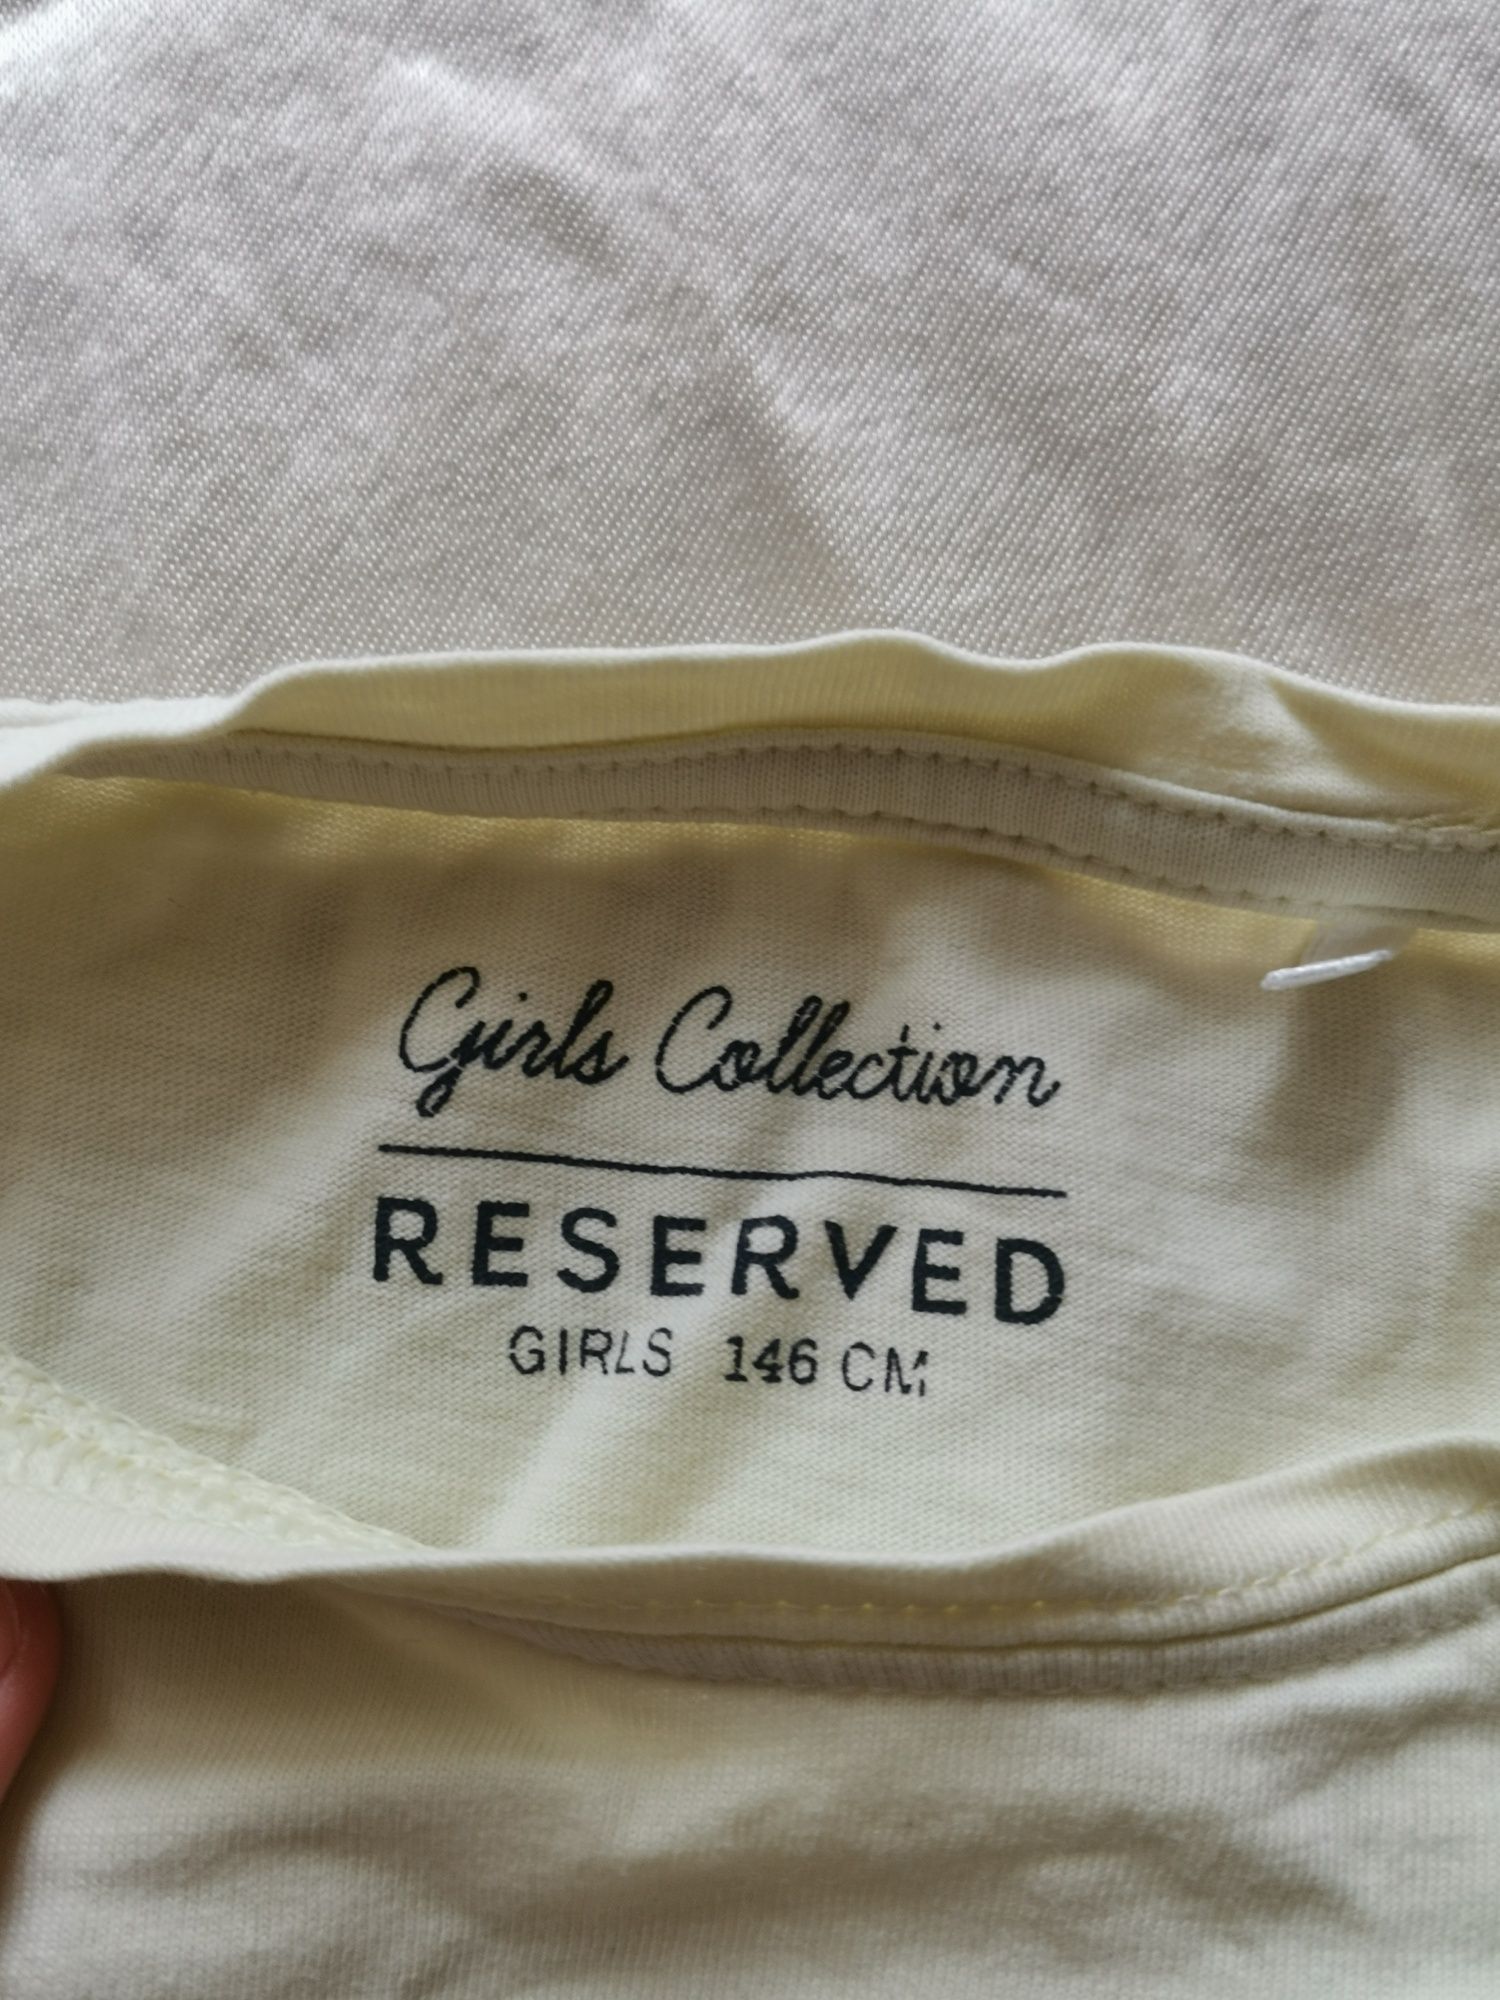 Girls Collection
RESERVED
GIRLS 146 CM